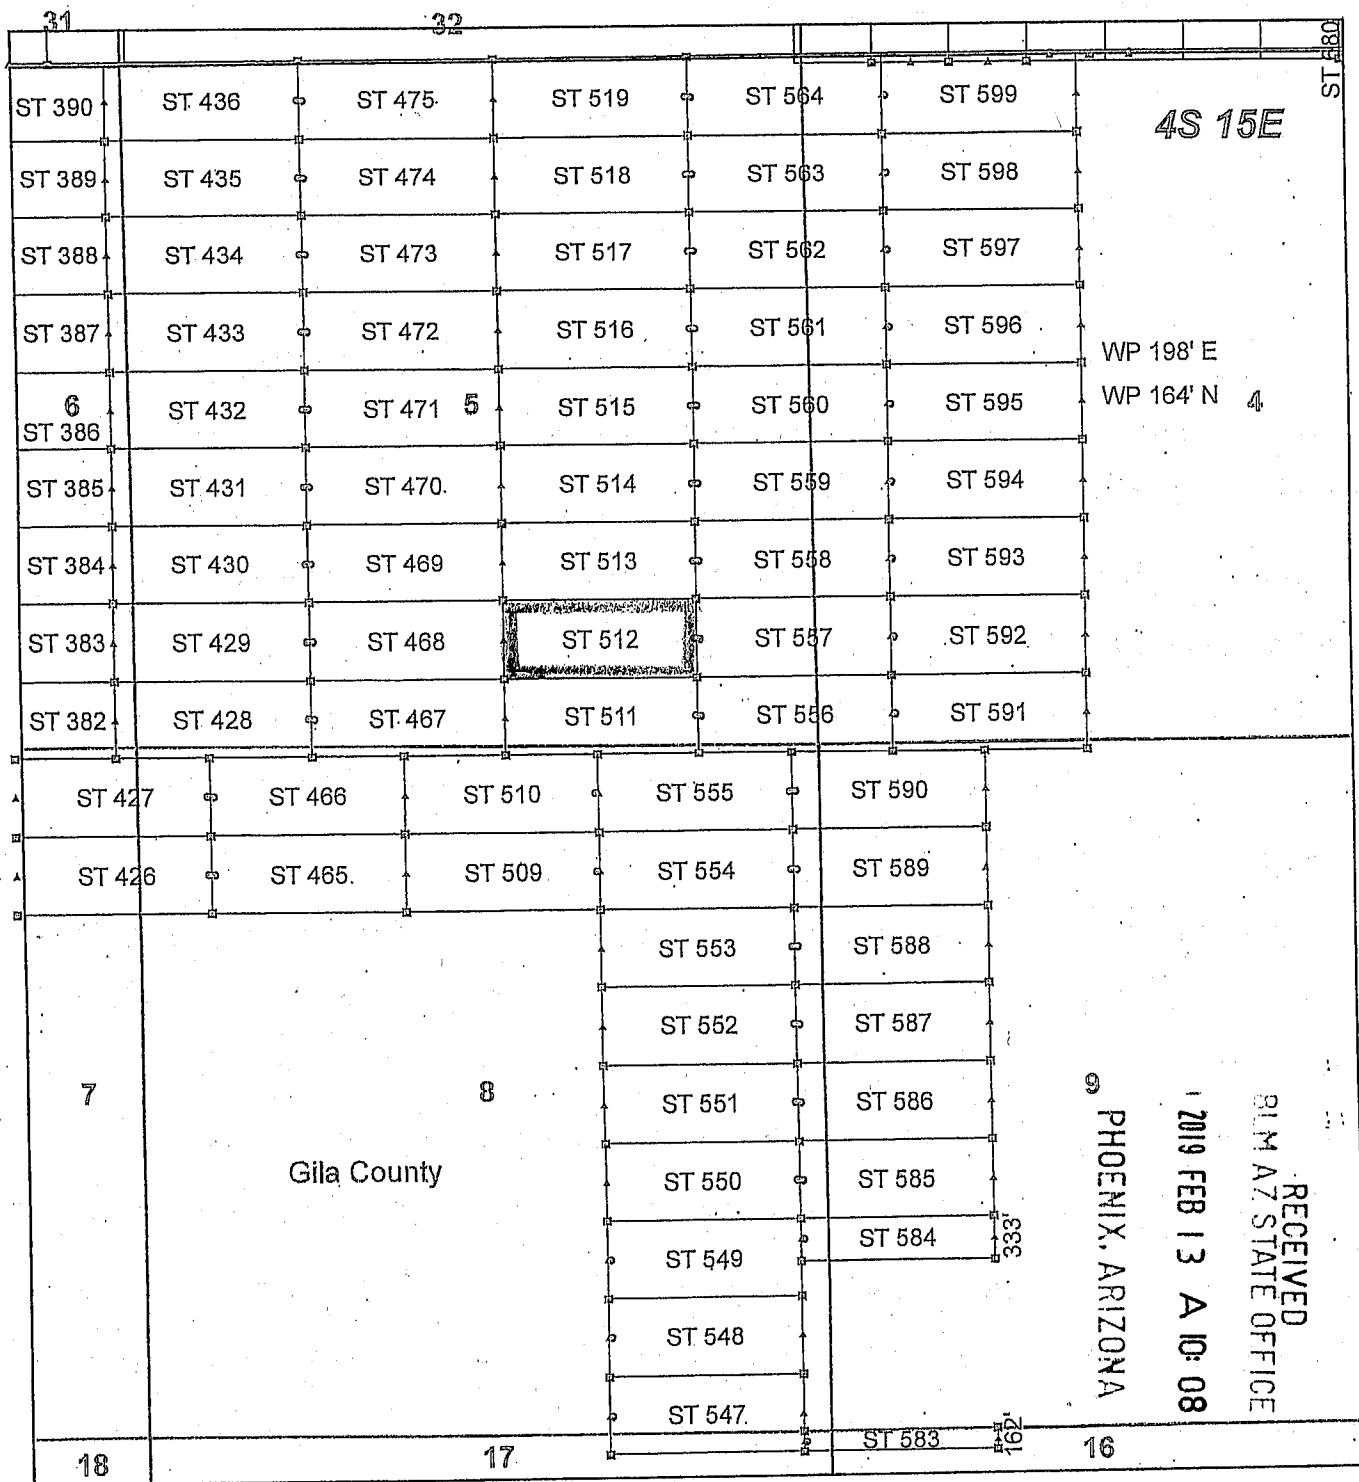 31 32
ST 680
ST 390 ST 436 ST 475 ST 519 ST 564 ST 599
4S 15E
ST 389 ST 435 ST 474 ST 518 ST 563 ST 598
ST 388 ST 434 ST 473 ST 517 ST 562 ST 597
ST 387 ST 433 ST 472 ST 516 ST 561 ST 596
WP 198' E
6 ST 432 ST 471 5 ST 515 ST 560 ST 595 WP 164' N 4
ST 386
ST 385 ST 431 ST 470 ST 514 ST 559 ST 594
ST 384 ST 430 ST 469 ST 513 ST 558 ST 593
ST 383 ST 429 ST 468 ST 512 ST 557 ST 592
ST 382 ST 428 ST 467 ST 511 ST 556 ST 591
ST 427 ST 466 ST 510 ST 555 ST 590
ST 426 ST 465 ST 509 ST 554 ST 589
ST 553 ST 588
ST 552 ST 587
7 8 ST 551 ST 586 9
Gila County ST 550 ST 585
ST 584 333'
ST 549
ST 548
ST 547
ST 583 162'
18 17 16
RECEIVED
BLM AZ STATE OFFICE
2019 FEB 13 A 10:08
PHOENIX, ARIZONA